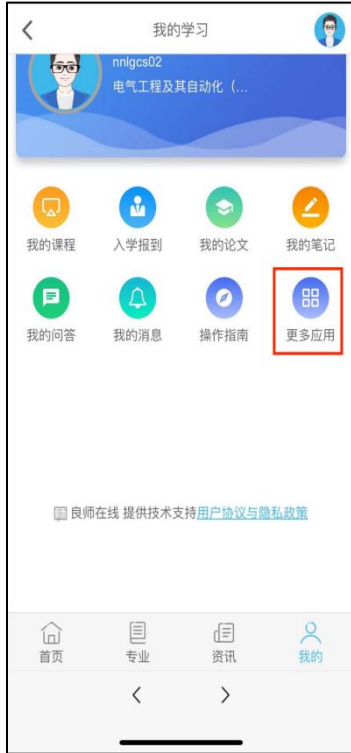 我的学习
nnlgcs02
电气工程及其自动化（...
我的课程 入学报到 我的论文 我的笔记
我的问答 我的消息 操作指南 更多应用
良师在线 提供技术支持用户协议与隐私政策
首页 专业 资讯 我的